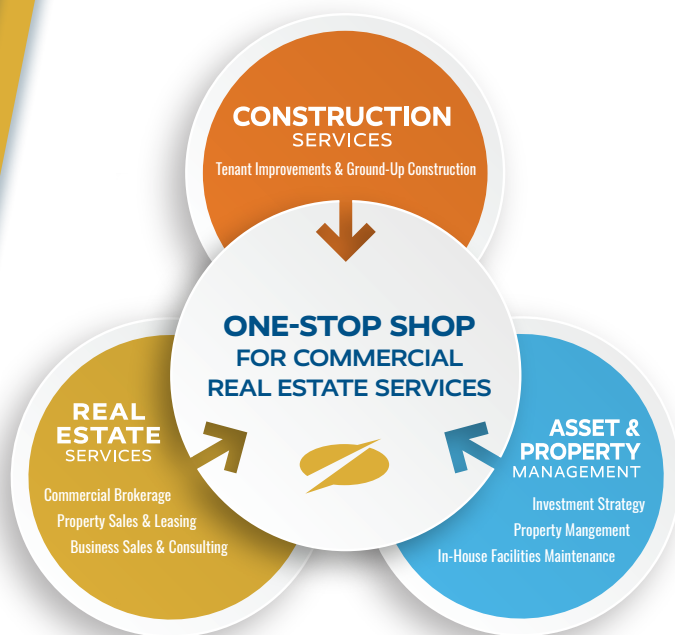 CONSTRUCTION
SERVICES
Tenant Improvements & Ground-Up Construction
ONE-STOP SHOP
FOR COMMERCIAL
REAL ESTATE SERVICES
REAL
ESTATE
SERVICES
Commercial Brokerage
Property Sales & Leasing
Business Sales & Consulting
ASSET &
PROPERTY
MANAGEMENT
Investment Strategy
Property Mangement
In-House Facilities Maintenance